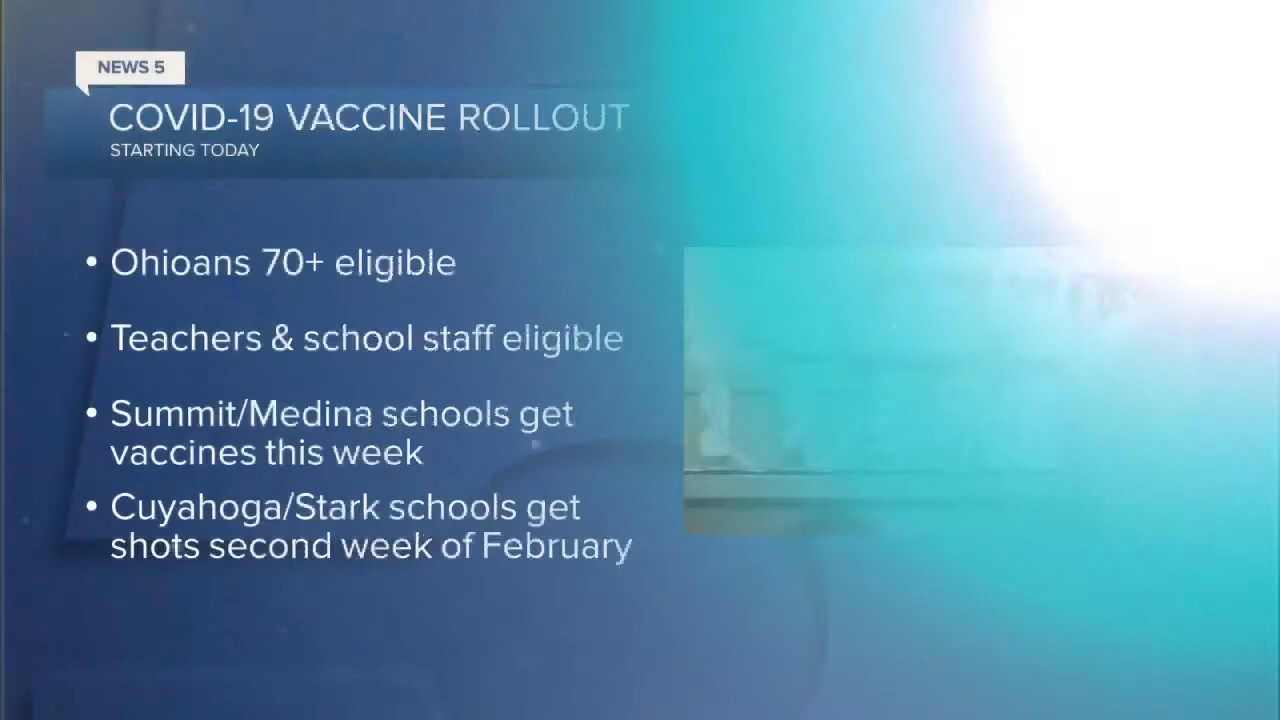 NEWS 5
COVID-19 VACCINE ROLLOUT
STARTING TODAY
• Ohioans 70+ eligible
• Teachers & school staff eligible
• Summit/Medina schools get
vaccines this week
• Cuyahoga/Stark schools get
shots second week of February